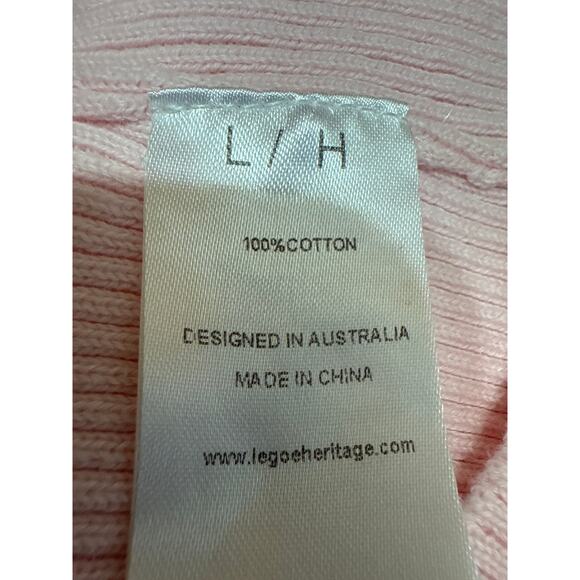 L / H
100%COTTON
DESIGNED IN AUSTRALIA
MADE IN CHINA
www.legoeheritage.com